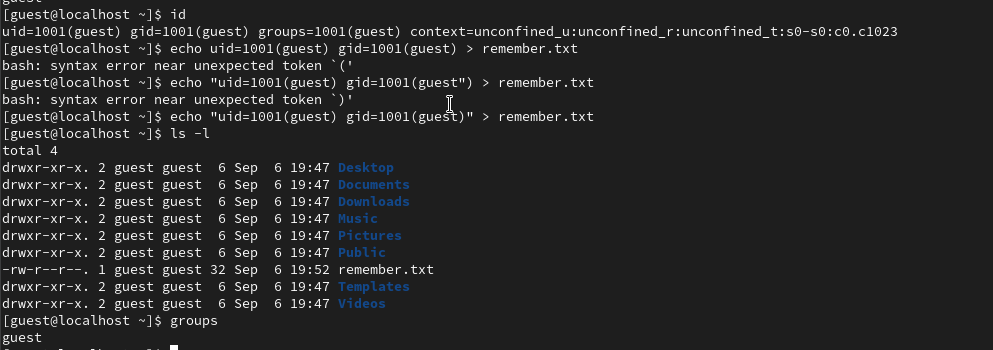 guest
[guest@localhost ~]$ id
uid=1001(guest) gid=1001(guest) groups=1001(guest) context=unconfined_u:unconfined_r:unconfined_t:s0-s0:c0.c1023
[guest@localhost ~]$ echo uid=1001(guest) gid=1001(guest) > remember.txt
bash: syntax error near unexpected token `('
[guest@localhost ~]$ echo "uid=1001(guest) gid=1001(guest") > remember.txt
bash: syntax error near unexpected token `)'
[guest@localhost ~]$ echo "uid=1001(guest) gid=1001(guest)" > remember.txt
[guest@localhost ~]$ ls -l
total 4
drwxr-xr-x. 2 guest guest  6 Sep  6 19:47 Desktop
drwxr-xr-x. 2 guest guest  6 Sep  6 19:47 Documents
drwxr-xr-x. 2 guest guest  6 Sep  6 19:47 Downloads
drwxr-xr-x. 2 guest guest  6 Sep  6 19:47 Music
drwxr-xr-x. 2 guest guest  6 Sep  6 19:47 Pictures
drwxr-xr-x. 2 guest guest  6 Sep  6 19:47 Public
-rw-r--r--. 1 guest guest 32 Sep  6 19:52 remember.txt
drwxr-xr-x. 2 guest guest  6 Sep  6 19:47 Templates
drwxr-xr-x. 2 guest guest  6 Sep  6 19:47 Videos
[guest@localhost ~]$ groups
guest